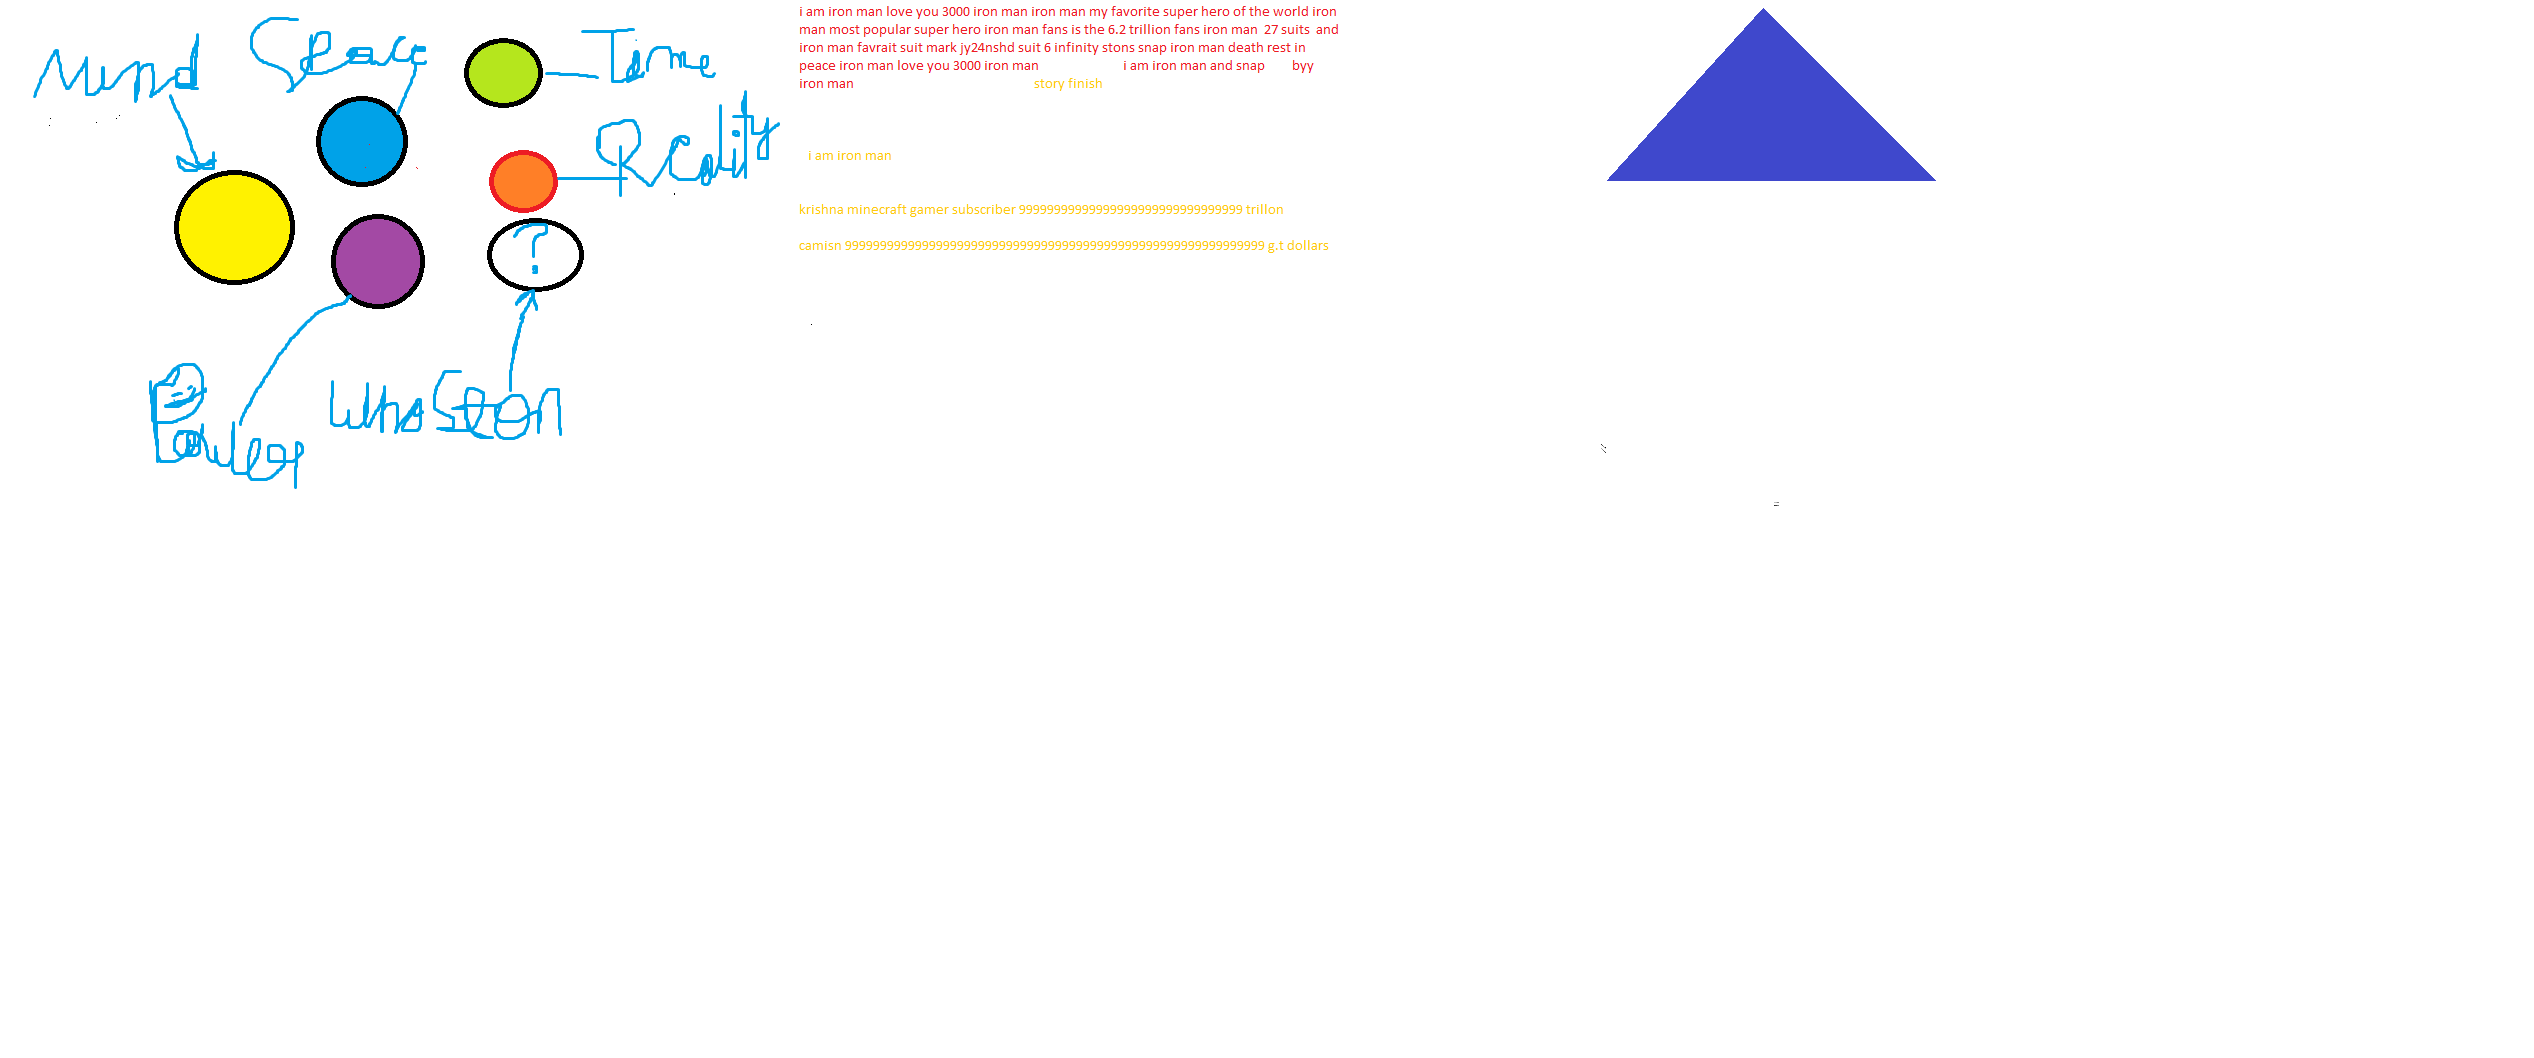 Mind
Space
Time
Reality
?
Power
Who Ston
i am iron man love you 3000 iron man iron man my favorite super hero of the world iron
man most popular super hero iron man fans is the 6.2 trillion fans iron man 27 suits and
iron man favrait suit mark jy24nshd suit 6 infinity stons snap iron man death rest in
peace iron man love you 3000 iron man i am iron man and snap byy
iron man story finish
i am iron man
krishna minecraft gamer subscriber 99999999999999999999999999999999 trillon
camisn 999999999999999999999999999999999999999999999999999999999999 g.t dollars